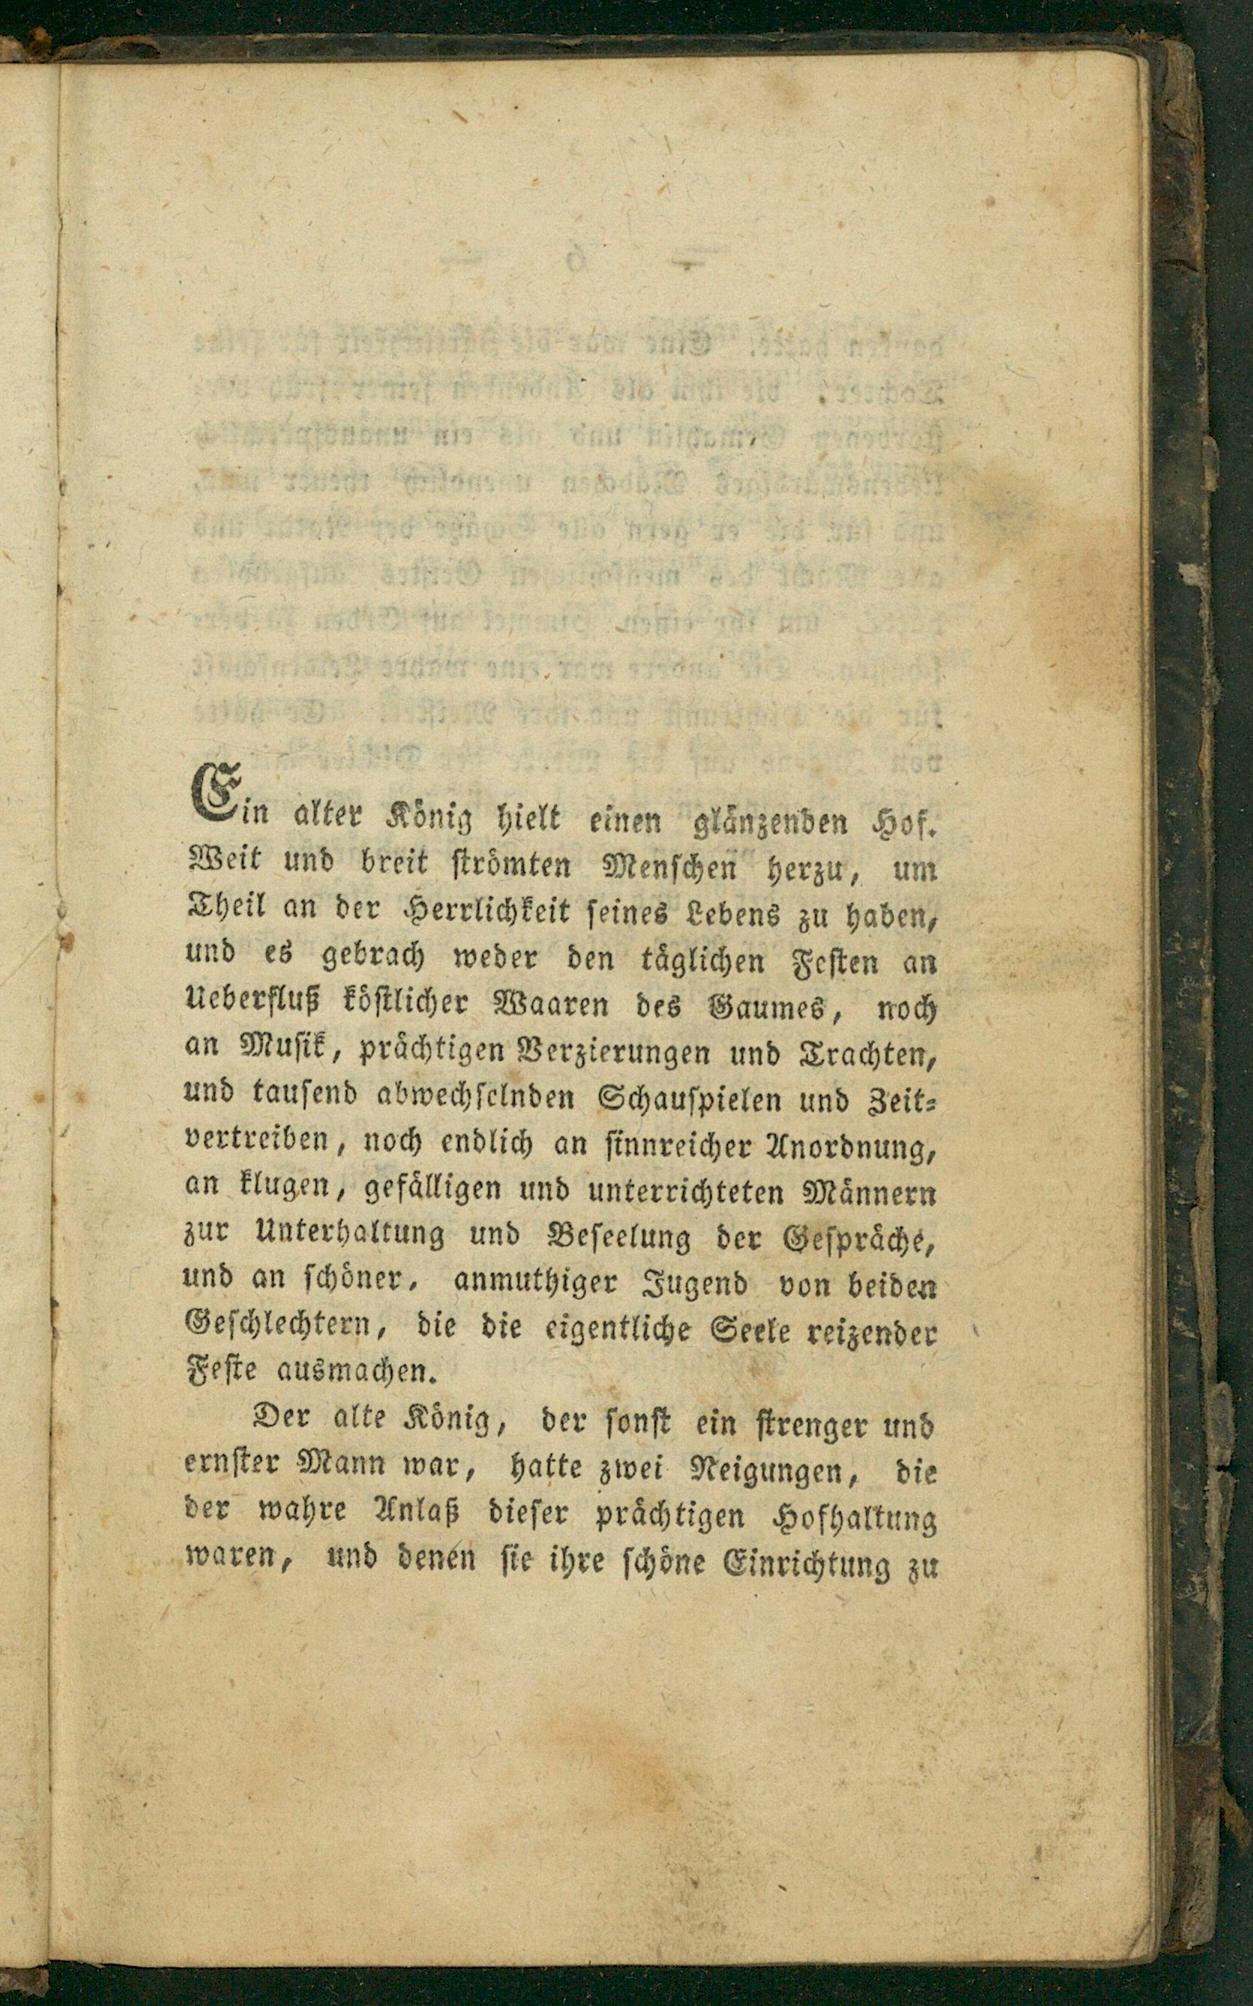 Ein alter König hielt einen glänzenden Hof.
Weit und breit strömten Menschen herzu, um
Theil an der Herrlichkeit seines Lebens zu haben,
und es gebrach weder den täglichen Festen an
Ueberfluß köstlicher Waaren des Gaumes, noch
an Musik, prächtigen Verzierungen und Trachten,
und tausend abwechselnden Schauspielen und Zeit-
vertreiben, noch endlich an sinnreicher Anordnung,
an klugen, gefälligen und unterrichteten Männern
zur Unterhaltung und Beseelung der Gespräche,
und an schöner, anmuthiger Jugend von beiden
Geschlechtern, die die eigentliche Seele reizender
Feste ausmachen.
Der alte König, der sonst ein strenger und
ernster Mann war, hatte zwei Neigungen, die
der wahre Anlaß dieser prächtigen Hofhaltung
waren, und denen sie ihre schöne Einrichtung zu